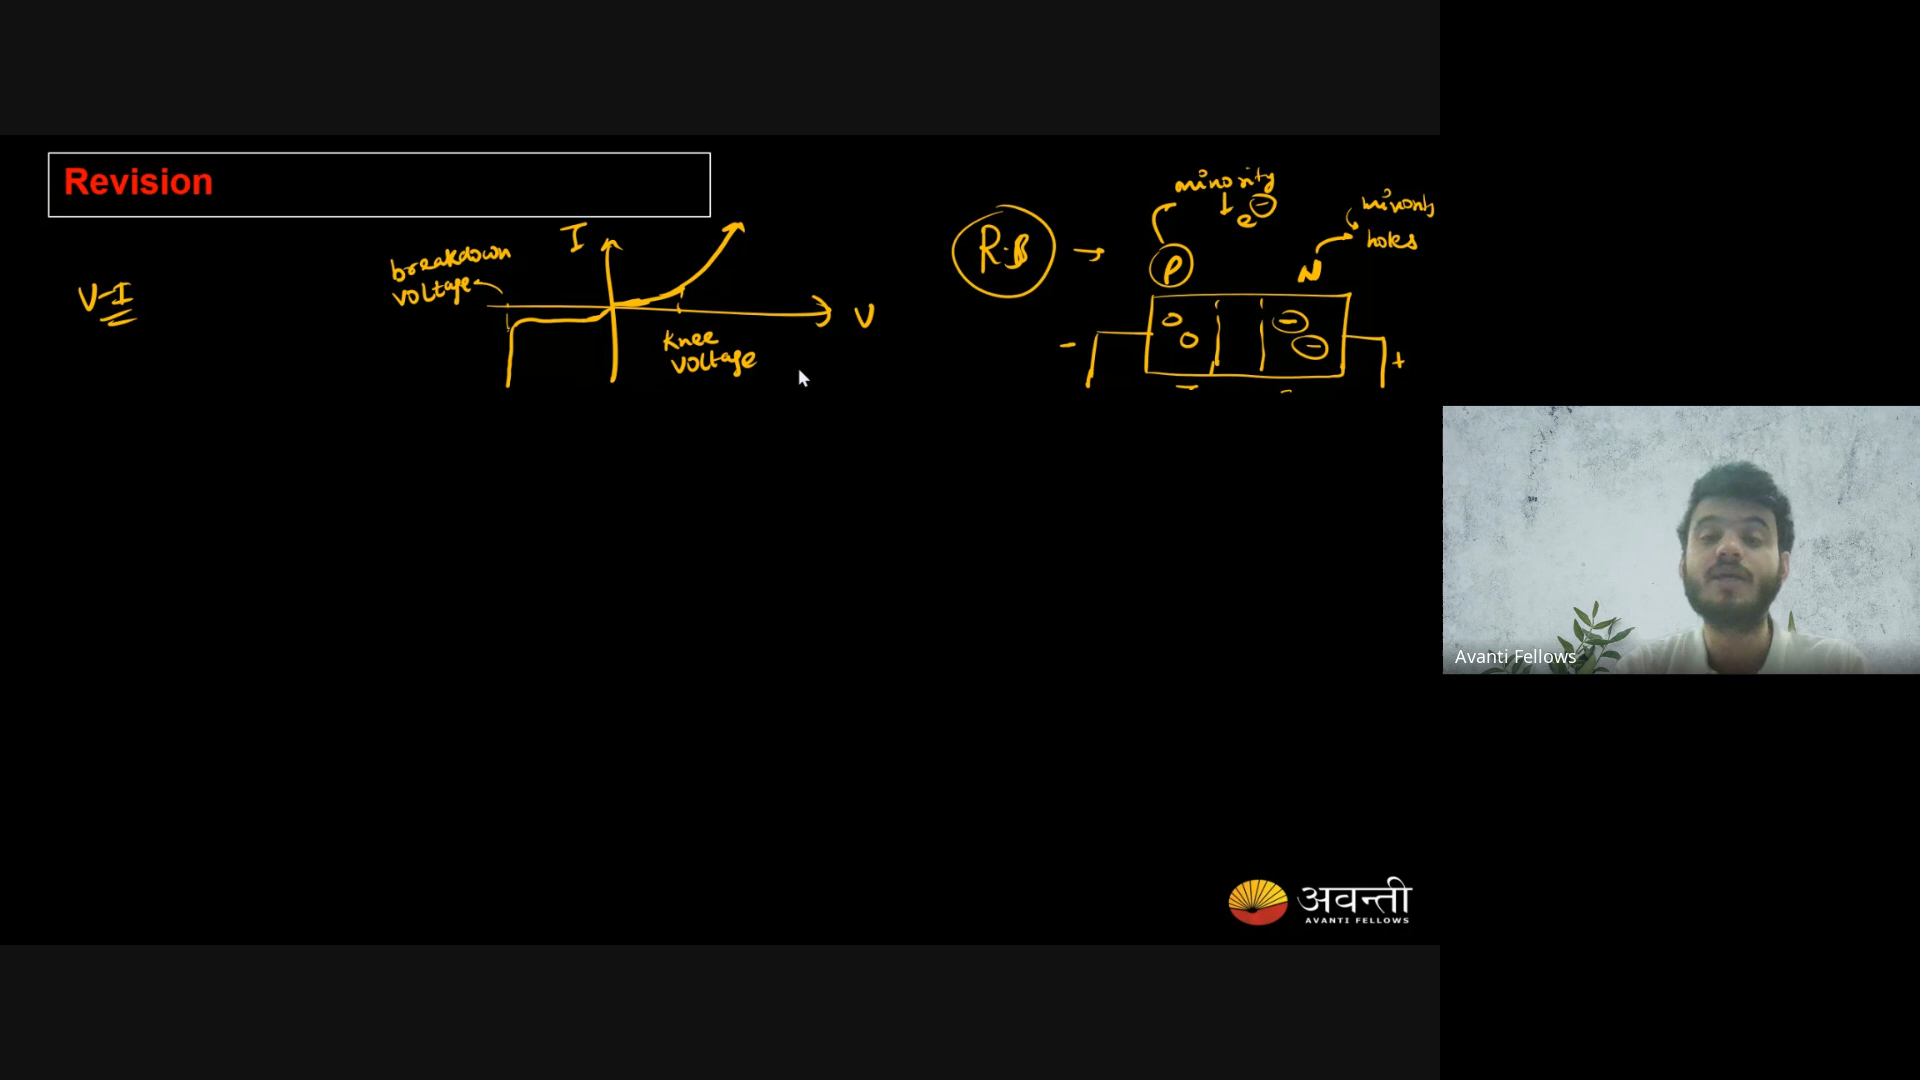 Revision
V-I
breakdown
voltage
I
V
Knee
voltage
R.B
minority
e
minority
holes
P
N
-
+
अवन्ती
AVANTI FELLOWS
Avanti Fellows